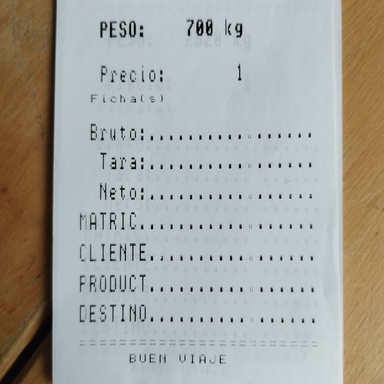 PESO: 700 kg
Precio: 1
Ficha(s)
Bruto:....................
Tara:....................
Neto:....................
MATRIC....................
CLIENTE....................
PRODUCT....................
DESTINO....................
==============================
BUEN VIAJE